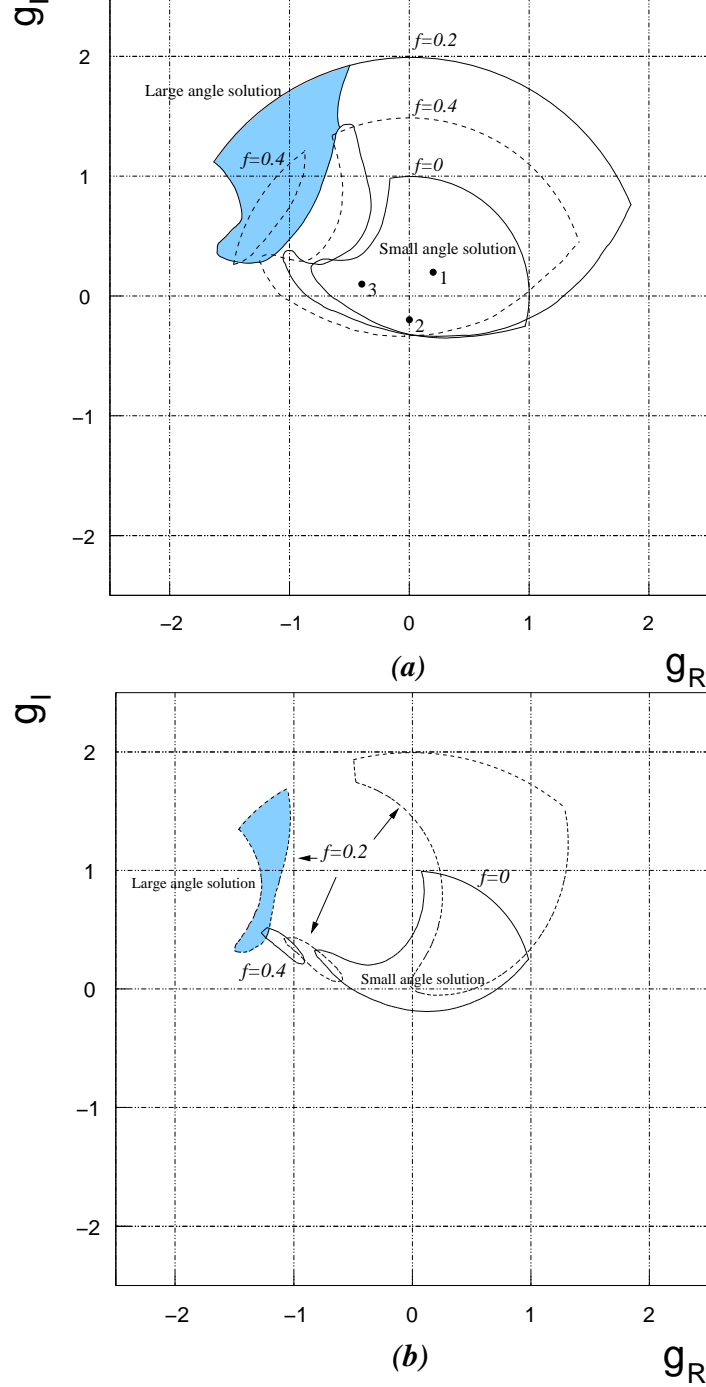 g_I
2
1
0
−1
−2
f=0.2
Large angle solution
f=0.4
f=0.4
f=0
Small angle solution
1
3
2
−2
−1
0
1
2
(a)
g_R
g_I
2
1
0
−1
−2
f=0.2
f=0
Large angle solution
f=0.4
Small angle solution
−2
−1
0
1
2
(b)
g_R